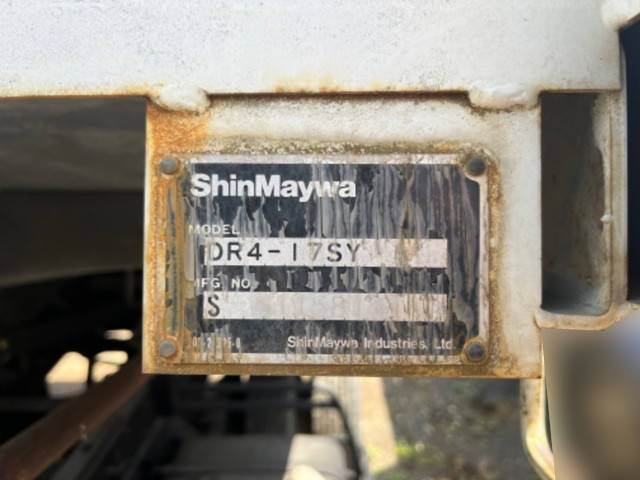 ShinMaywa
MODEL
DR4-17SY
MFG NO.
S
ShinMaywa Industries, Ltd.